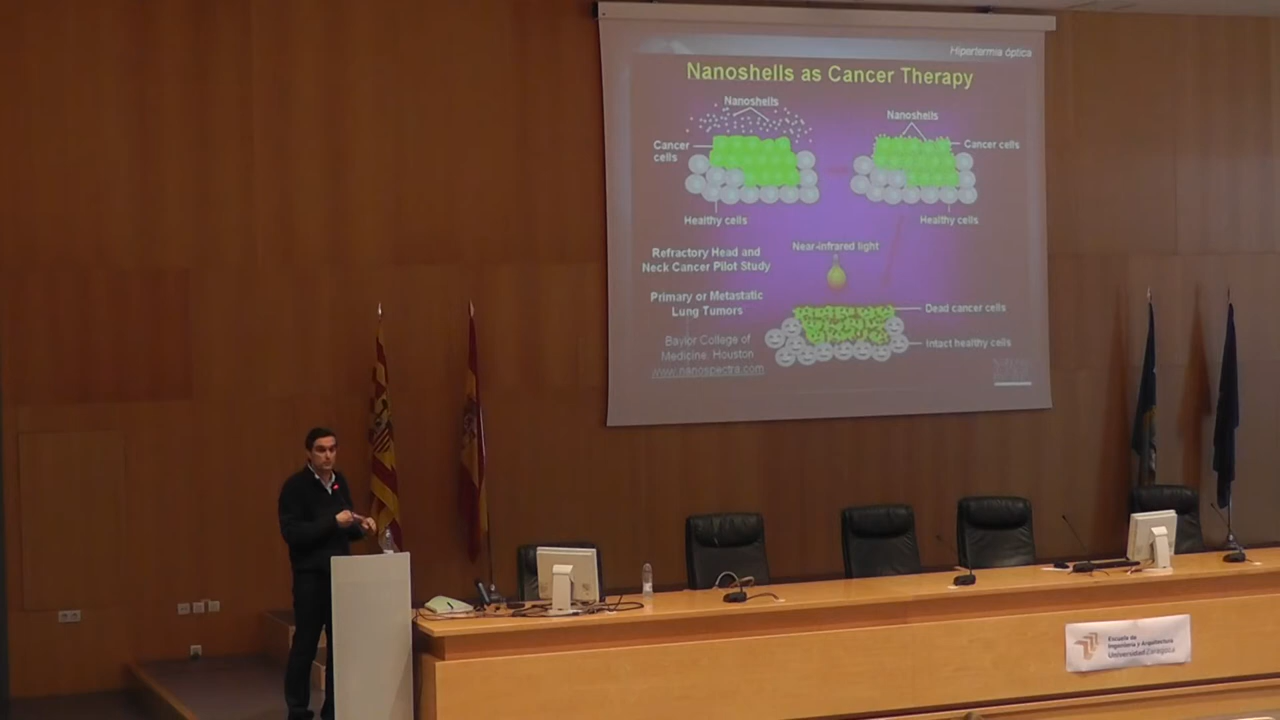 Hipertermia óptica
Nanoshells as Cancer Therapy
Nanoshells
Cancer
cells
Healthy cells
Nanoshells
Cancer cells
Healthy cells
Refractory Head and
Neck Cancer Pilot Study
Near-infrared light
Primary or Metastatic
Lung Tumors
Dead cancer cells
Intact healthy cells
Baylor College of
Medicine. Houston
www.nanospectra.com
Escuela de
Ingeniería y Arquitectura
Universidad Zaragoza